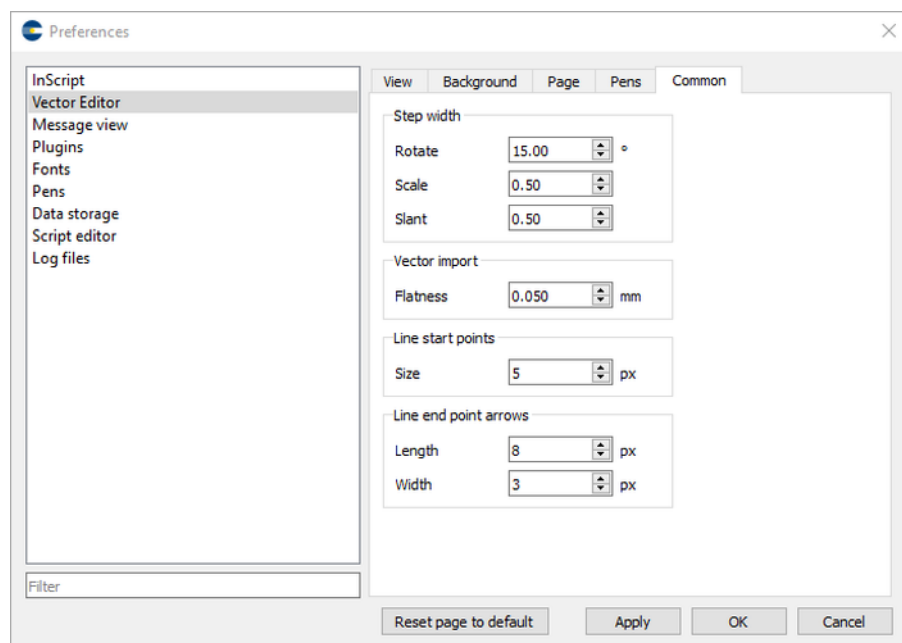 Preferences
InScript
Vector Editor
Message view
Plugins
Fonts
Pens
Data storage
Script editor
Log files
Filter
View Background Page Pens Common
Step width
Rotate 15.00 °
Scale 0.50
Slant 0.50
Vector import
Flatness 0.050 mm
Line start points
Size 5 px
Line end point arrows
Length 8 px
Width 3 px
Reset page to default Apply OK Cancel